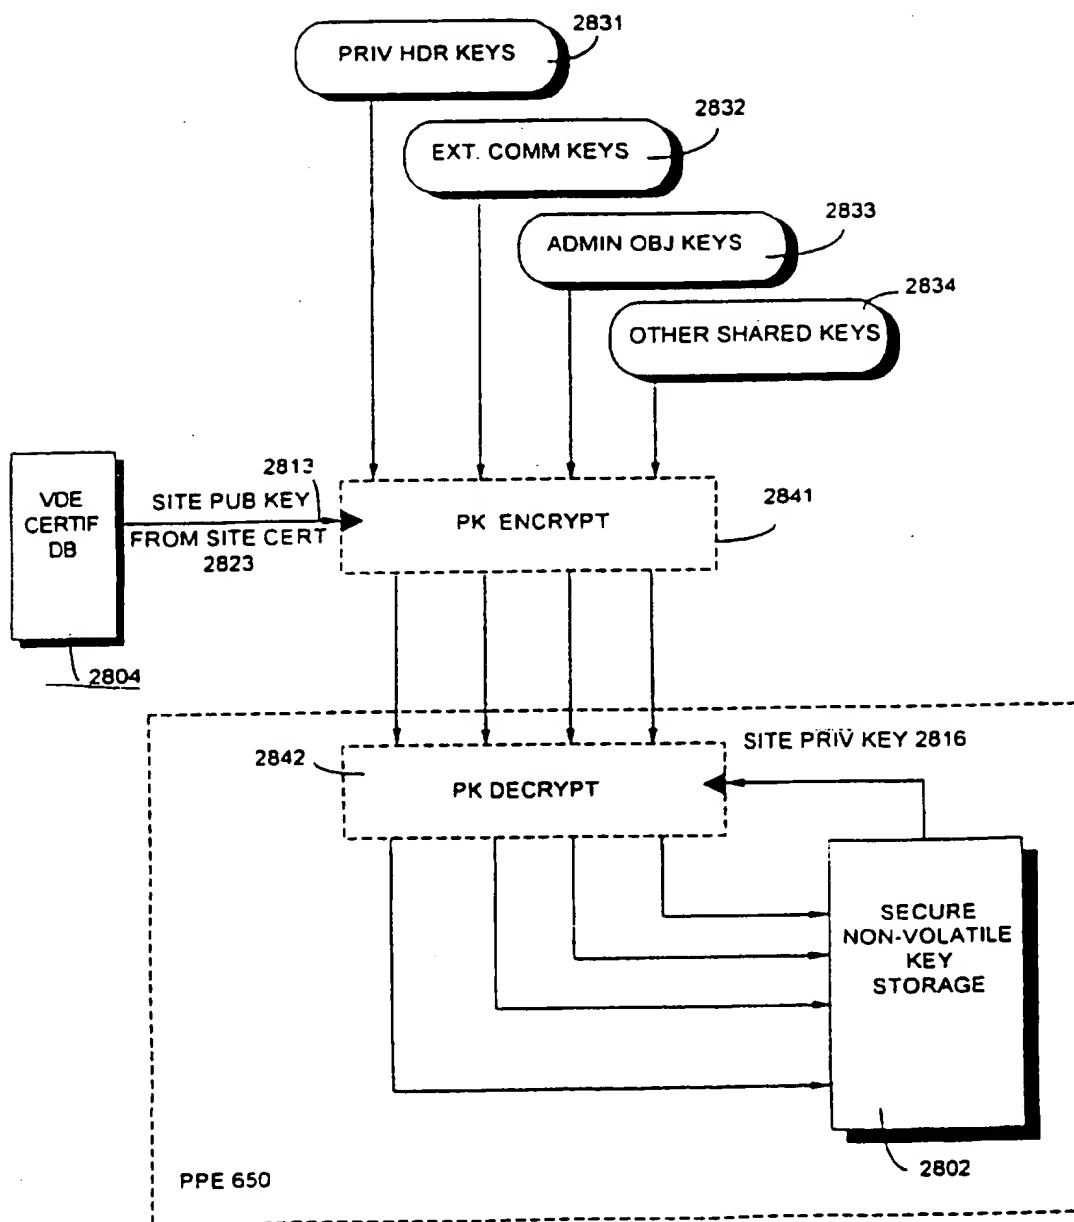 2831
PRIV HDR KEYS
2832
EXT. COMM KEYS
2833
ADMIN OBJ KEYS
2834
OTHER SHARED KEYS
VDE
CERTIF
DB
2804
2813
SITE PUB KEY
FROM SITE CERT
2823
PK ENCRYPT
2841
2842
PK DECRYPT
SITE PRIV KEY 2816
SECURE
NON-VOLATILE
KEY
STORAGE
2802
PPE 650